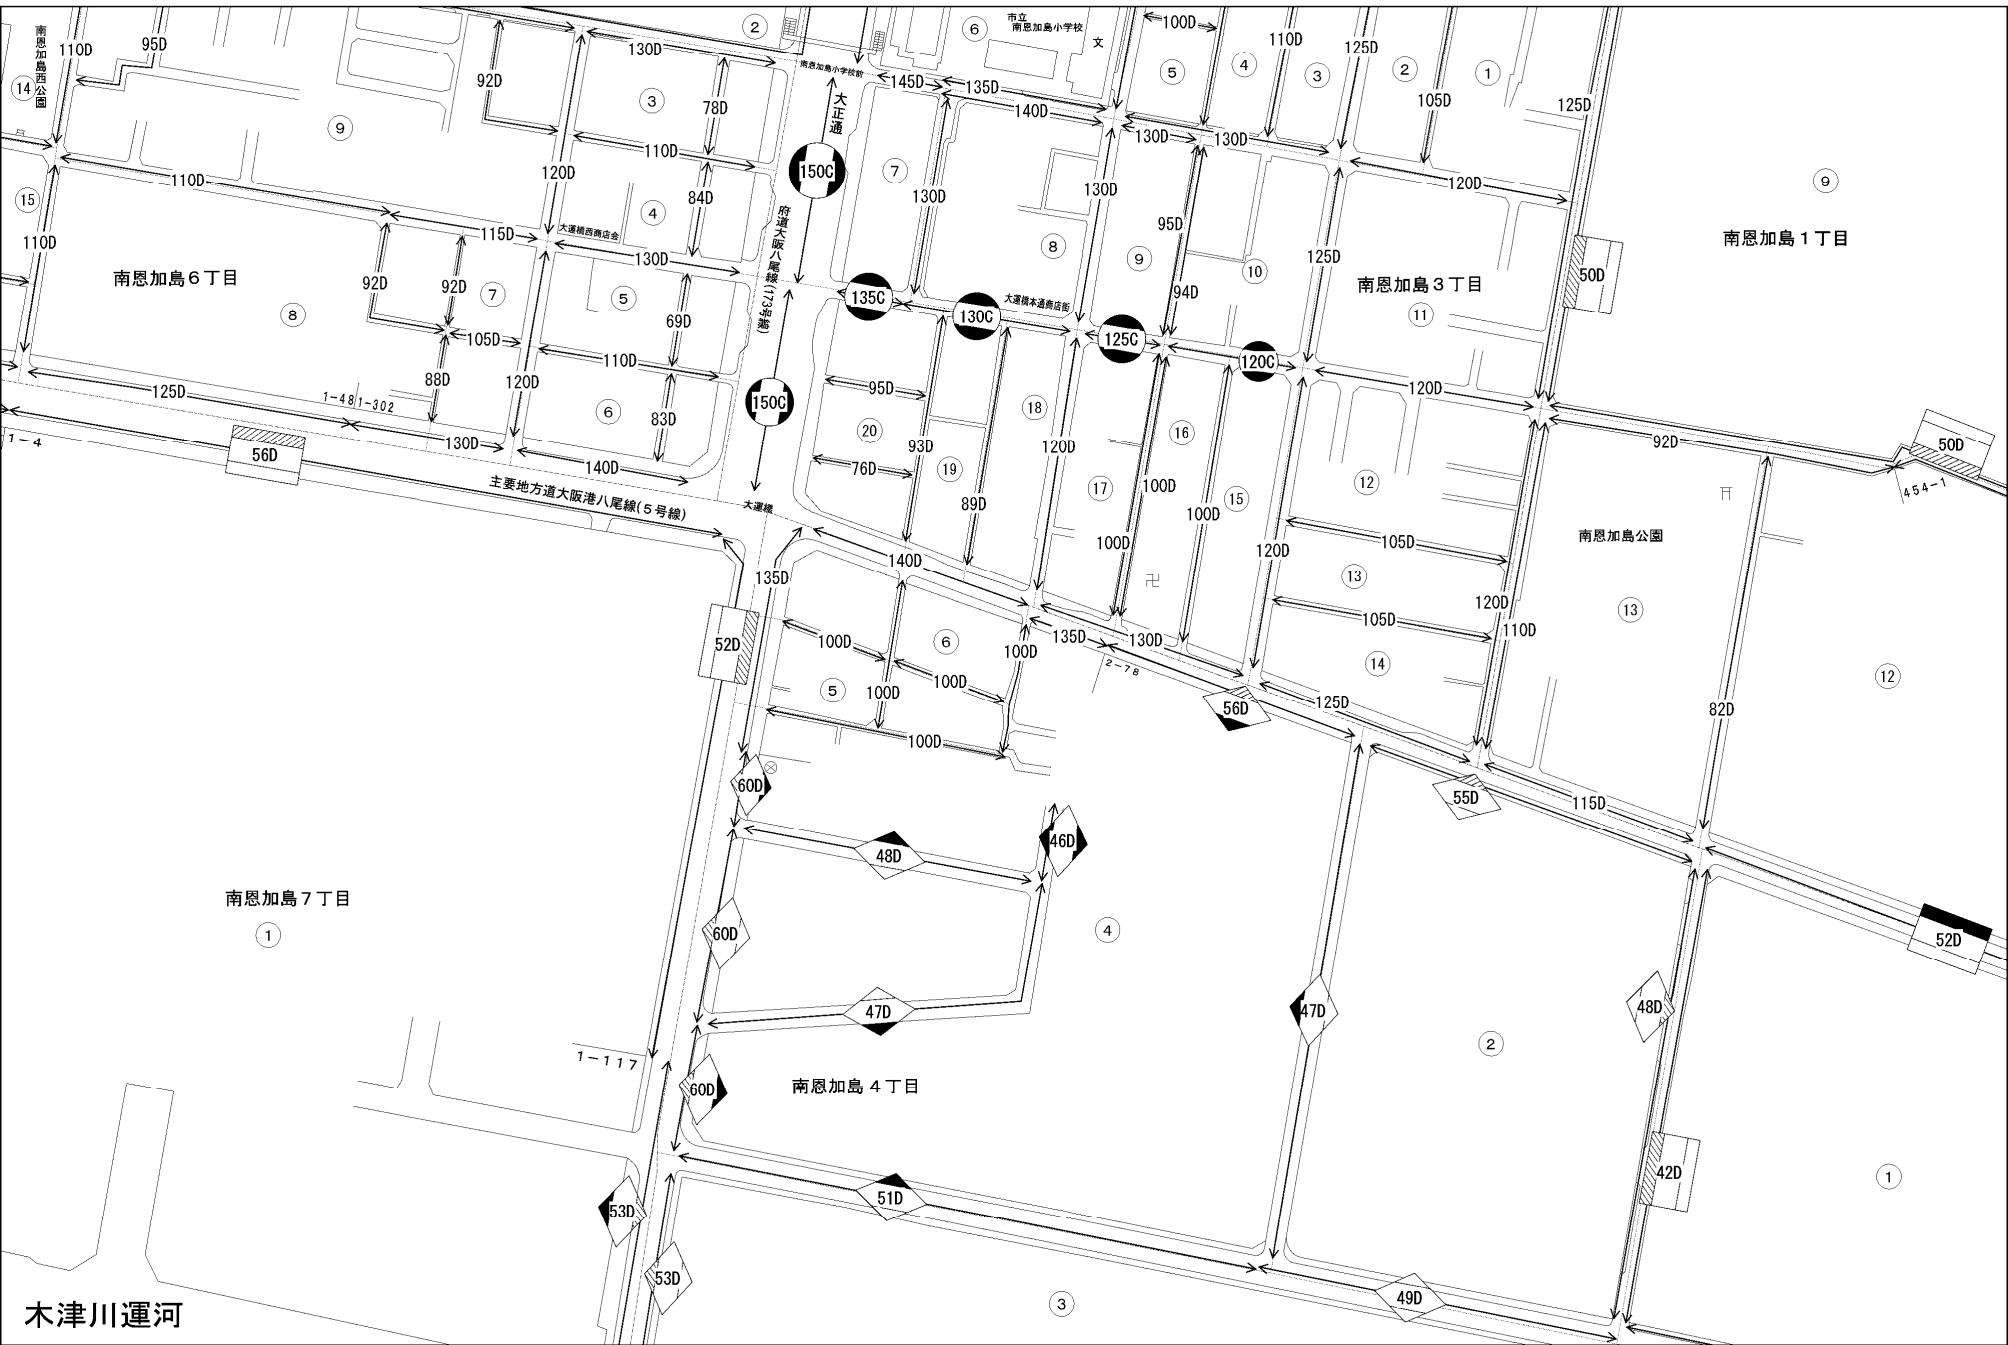 南恩加島西公園
110D
95D
14
9
92D
130D
2
3
78D
110D
120D
南恩加島小学校前
大正通
150C
145D
135D
140D
6
市立
南恩加島小学校
文
100D
5
4
110D
3
125D
2
1
105D
125D
130D
130D
130D
120D
9
南恩加島1丁目
50D
15
110D
110D
115D
大運橋西商店会
84D
4
130D
府道大阪八尾線(173号線)
7
130D
8
9
95D
94D
10
125D
南恩加島3丁目
11
南恩加島6丁目
8
92D
92D
7
105D
5
69D
110D
135C
130C
大運橋本通商店街
125C
120C
120D
125D
1-48
1-302
88D
120D
6
83D
150C
130D
140D
1-4
56D
主要地方道大阪港八尾線(5号線)
大運橋
95D
20
76D
93D
19
89D
18
120D
17
100D
100D
16
100D
15
120D
12
105D
13
105D
14
120D
110D
92D
50D
454-1
南恩加島公園
13
12
82D
135D
140D
52D
100D
6
100D
5
100D
100D
100D
135D
130D
2-78
56D
125D
55D
115D
60D
48D
46D
60D
47D
4
47D
2
48D
52D
南恩加島7丁目
1
1-117
60D
南恩加島4丁目
42D
1
53D
51D
53D
49D
3
木津川運河